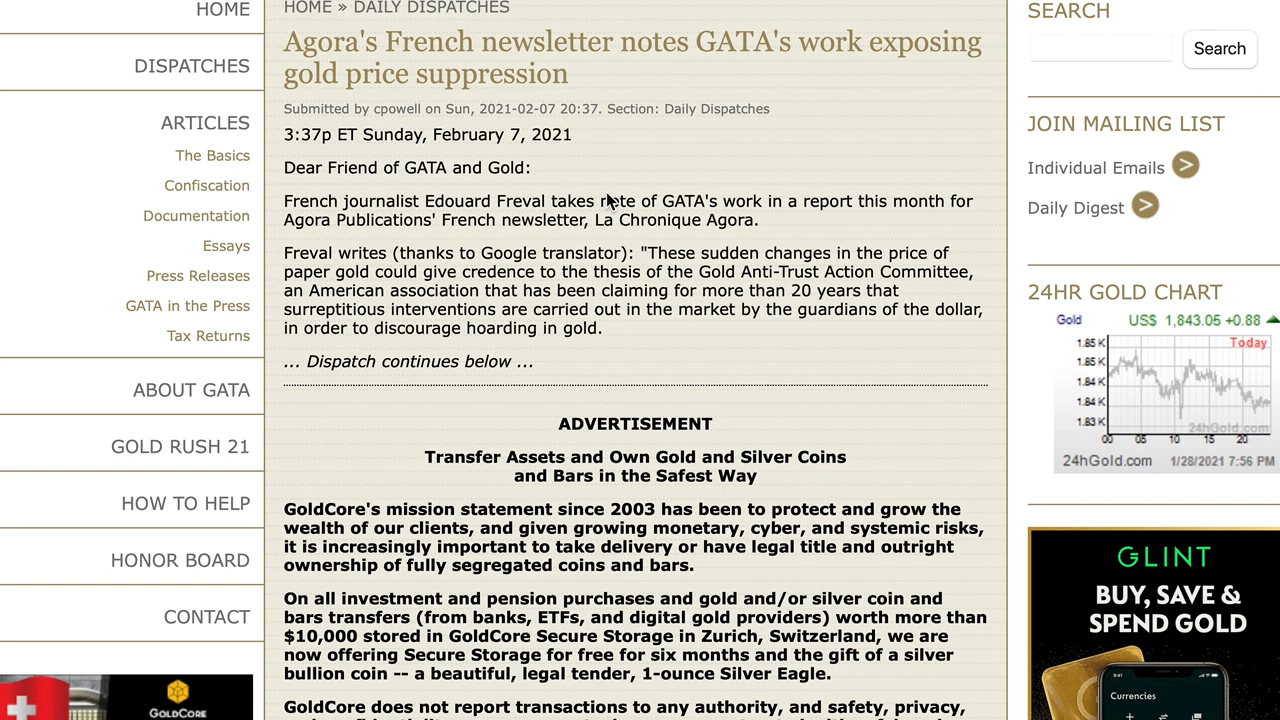 HOME
DISPATCHES
ARTICLES
The Basics
Confiscation
Documentation
Essays
Press Releases
GATA in the Press
Tax Returns
ABOUT GATA
GOLD RUSH 21
HOW TO HELP
HONOR BOARD
CONTACT
GOLDCORE
HOME » DAILY DISPATCHES
Agora's French newsletter notes GATA's work exposing
gold price suppression
Submitted by cpowell on Sun, 2021-02-07 20:37. Section: Daily Dispatches
3:37p ET Sunday, February 7, 2021
Dear Friend of GATA and Gold:
French journalist Edouard Freval takes note of GATA's work in a report this month for
Agora Publications' French newsletter, La Chronique Agora.
Freval writes (thanks to Google translator): "These sudden changes in the price of
paper gold could give credence to the thesis of the Gold Anti-Trust Action Committee,
an American association that has been claiming for more than 20 years that
surreptitious interventions are carried out in the market by the guardians of the dollar,
in order to discourage hoarding in gold.
... Dispatch continues below ...
ADVERTISEMENT
Transfer Assets and Own Gold and Silver Coins
and Bars in the Safest Way
GoldCore's mission statement since 2003 has been to protect and grow the
wealth of our clients, and given growing monetary, cyber, and systemic risks,
it is increasingly important to take delivery or have legal title and outright
ownership of fully segregated coins and bars.
On all investment and pension purchases and gold and/or silver coin and
bars transfers (from banks, ETFs, and digital gold providers) worth more than
$10,000 stored in GoldCore Secure Storage in Zurich, Switzerland, we are
now offering Secure Storage for free for six months and the gift of a silver
bullion coin -- a beautiful, legal tender, 1-ounce Silver Eagle.
GoldCore does not report transactions to any authority, and safety, privacy,
SEARCH
Search
JOIN MAILING LIST
Individual Emails >
Daily Digest >
24HR GOLD CHART
Gold US$ 1,843.05 +0.88
Today
1.85 K
1.85 K
1.84 K
1.84 K
1.83 K
24hGold.com
00 05 10 15 20
24hGold.com 1/28/2021 7:56 PM
GLINT
BUY, SAVE &
SPEND GOLD
9:41
Currencies